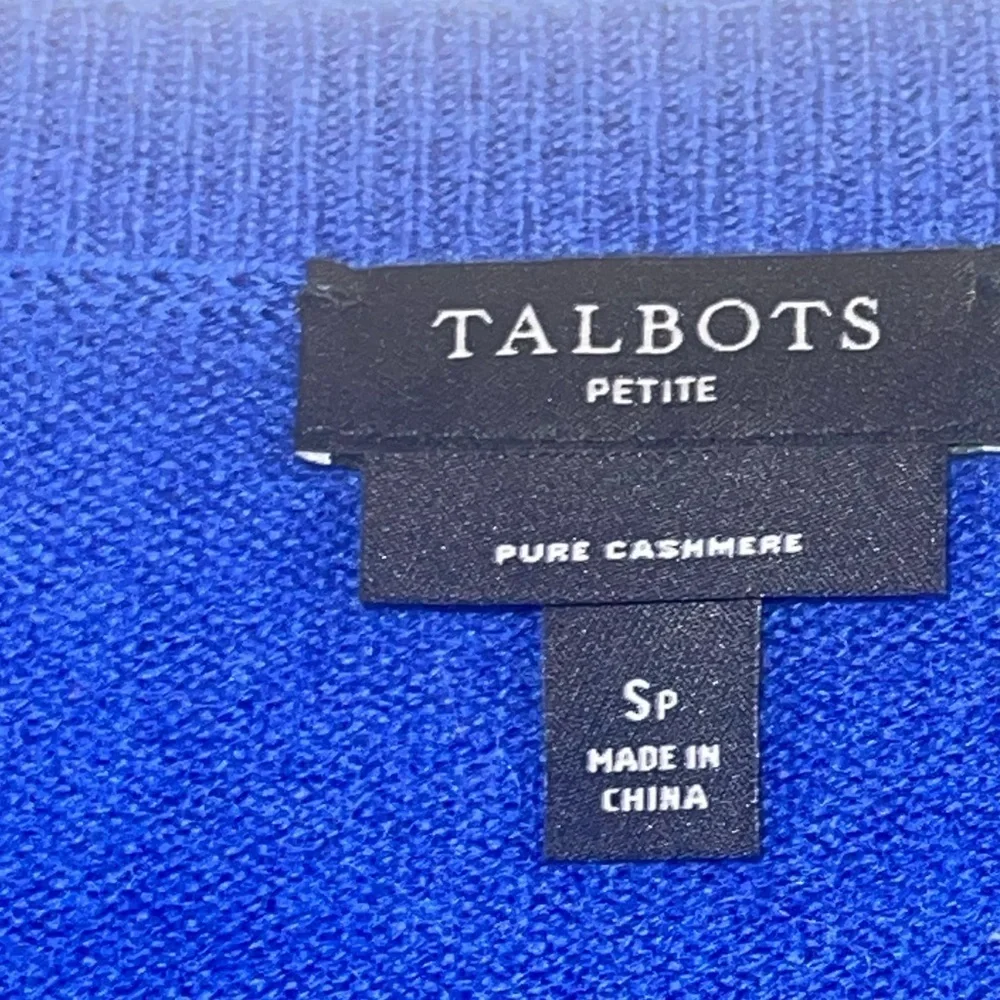 TALBOTS
PETITE
PURE CASHMERE
SP
MADE IN
CHINA